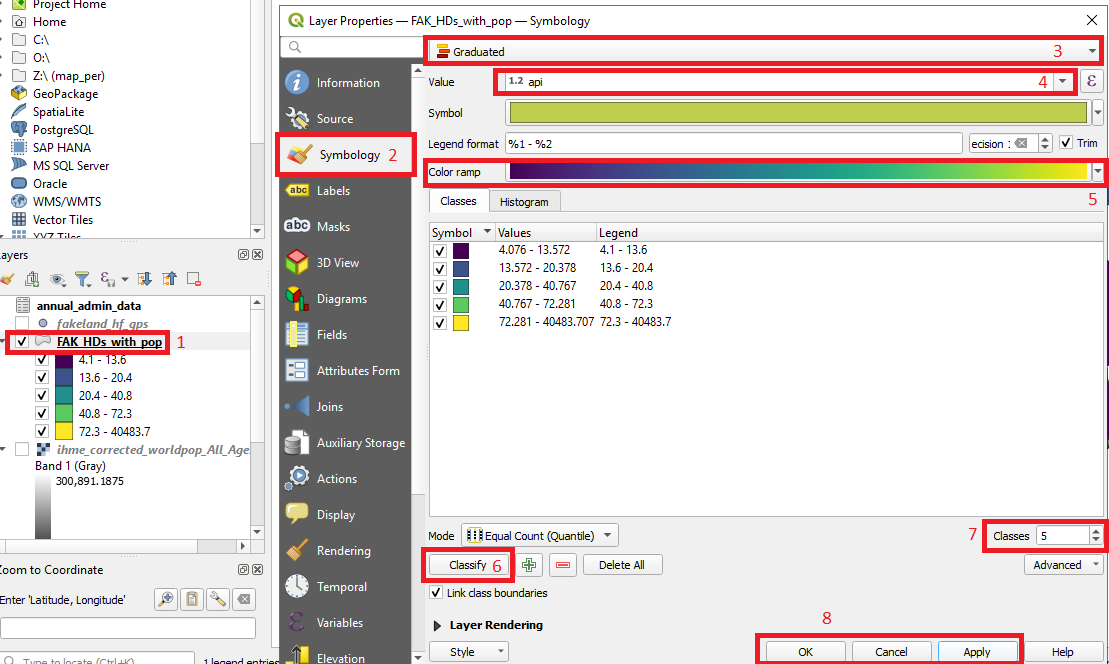 Project Home
Home
C:\
O:\
Z:\ (map_per)
GeoPackage
SpatiaLite
PostgreSQL
SAP HANA
MS SQL Server
Oracle
WMS/WMTS
Vector Tiles
XYZ Tiles
ayers
annual_admin_data
fakeland_hf_gps
FAK_HDs_with_pop 1
4.1 - 13.6
13.6 - 20.4
20.4 - 40.8
40.8 - 72.3
72.3 - 40483.7
ihme_corrected_worldpop_All_Age
Band 1 (Gray)
300,891.1875
Zoom to Coordinate
Enter 'Latitude, Longitude'
Type to locate (Ctrl+K)
1 legend entries
Layer Properties — FAK_HDs_with_pop — Symbology
Information
Source
Symbology 2
Labels
Masks
3D View
Diagrams
Fields
Attributes Form
Joins
Auxiliary Storage
Actions
Display
Rendering
Temporal
Variables
Elevation
Graduated 3
Value 1.2 api 4 ε
Symbol
Legend format %1 - %2 ecision 1 Trim
Color ramp
5
Classes Histogram
Symbol Values Legend
4.076 - 13.572 4.1 - 13.6
13.572 - 20.378 13.6 - 20.4
20.378 - 40.767 20.4 - 40.8
40.767 - 72.281 40.8 - 72.3
72.281 - 40483.707 72.3 - 40483.7
Mode Equal Count (Quantile) 7 Classes 5
Classify 6 Delete All Advanced
Link class boundaries
Layer Rendering
8
Style OK Cancel Apply Help